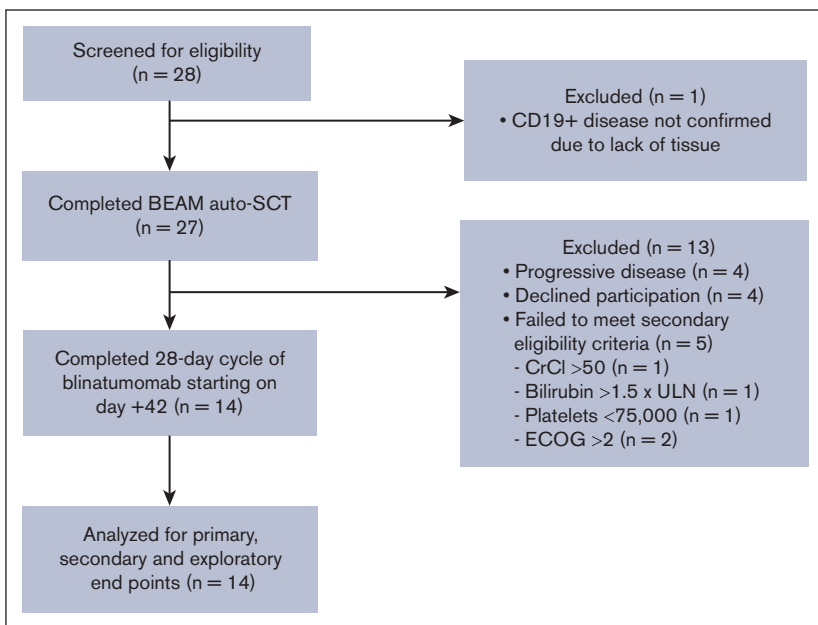 Screened for eligibility
(n = 28)
Excluded (n = 1)
• CD19+ disease not confirmed
due to lack of tissue
Completed BEAM auto-SCT
(n = 27)
Excluded (n = 13)
• Progressive disease (n = 4)
• Declined participation (n = 4)
• Failed to meet secondary
eligibility criteria (n = 5)
- CrCl >50 (n = 1)
- Bilirubin >1.5 x ULN (n = 1)
- Platelets <75,000 (n = 1)
- ECOG >2 (n = 2)
Completed 28-day cycle of
blinatumomab starting on
day +42 (n = 14)
Analyzed for primary,
secondary and exploratory
end points (n = 14)